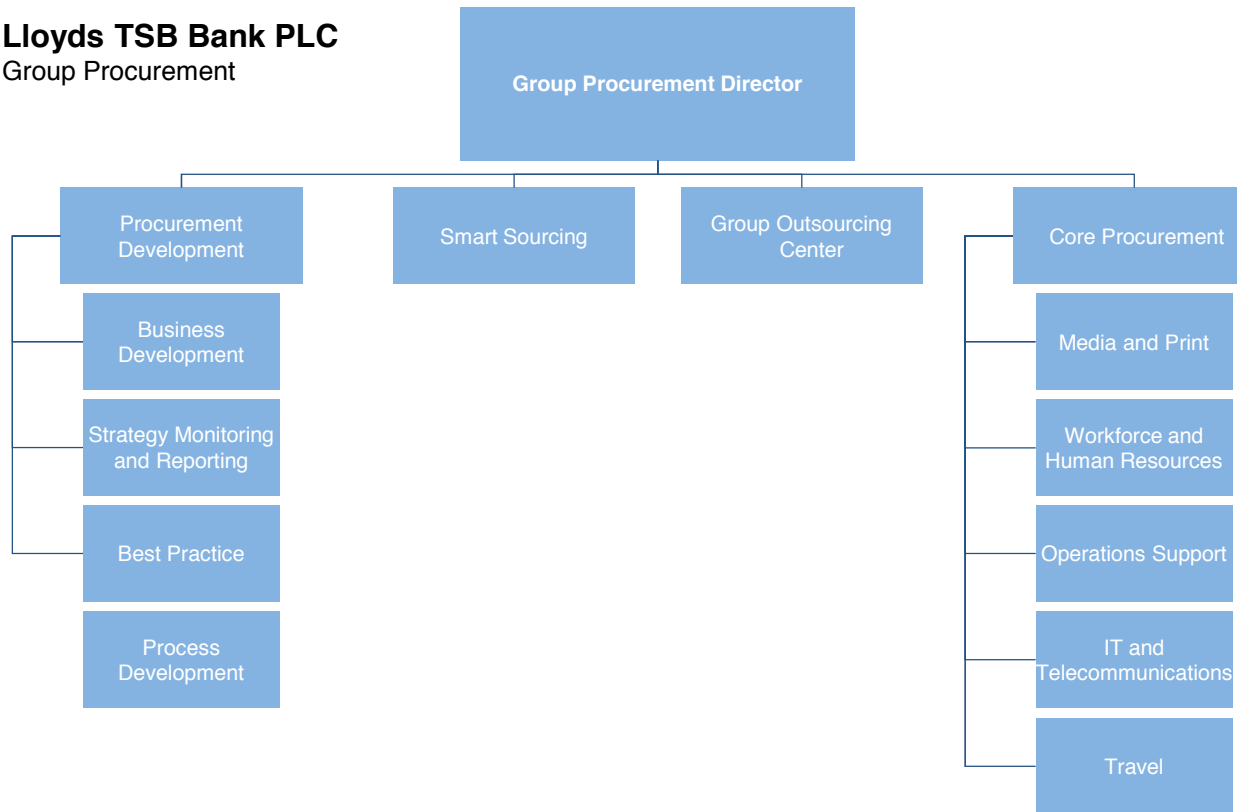 Lloyds TSB Bank PLC
Group Procurement
Group Procurement Director
Procurement
Development
Smart Sourcing
Group Outsourcing
Center
Core Procurement
Business
Development
Strategy Monitoring
and Reporting
Best Practice
Process
Development
Media and Print
Workforce and
Human Resources
Operations Support
IT and
Telecommunications
Travel